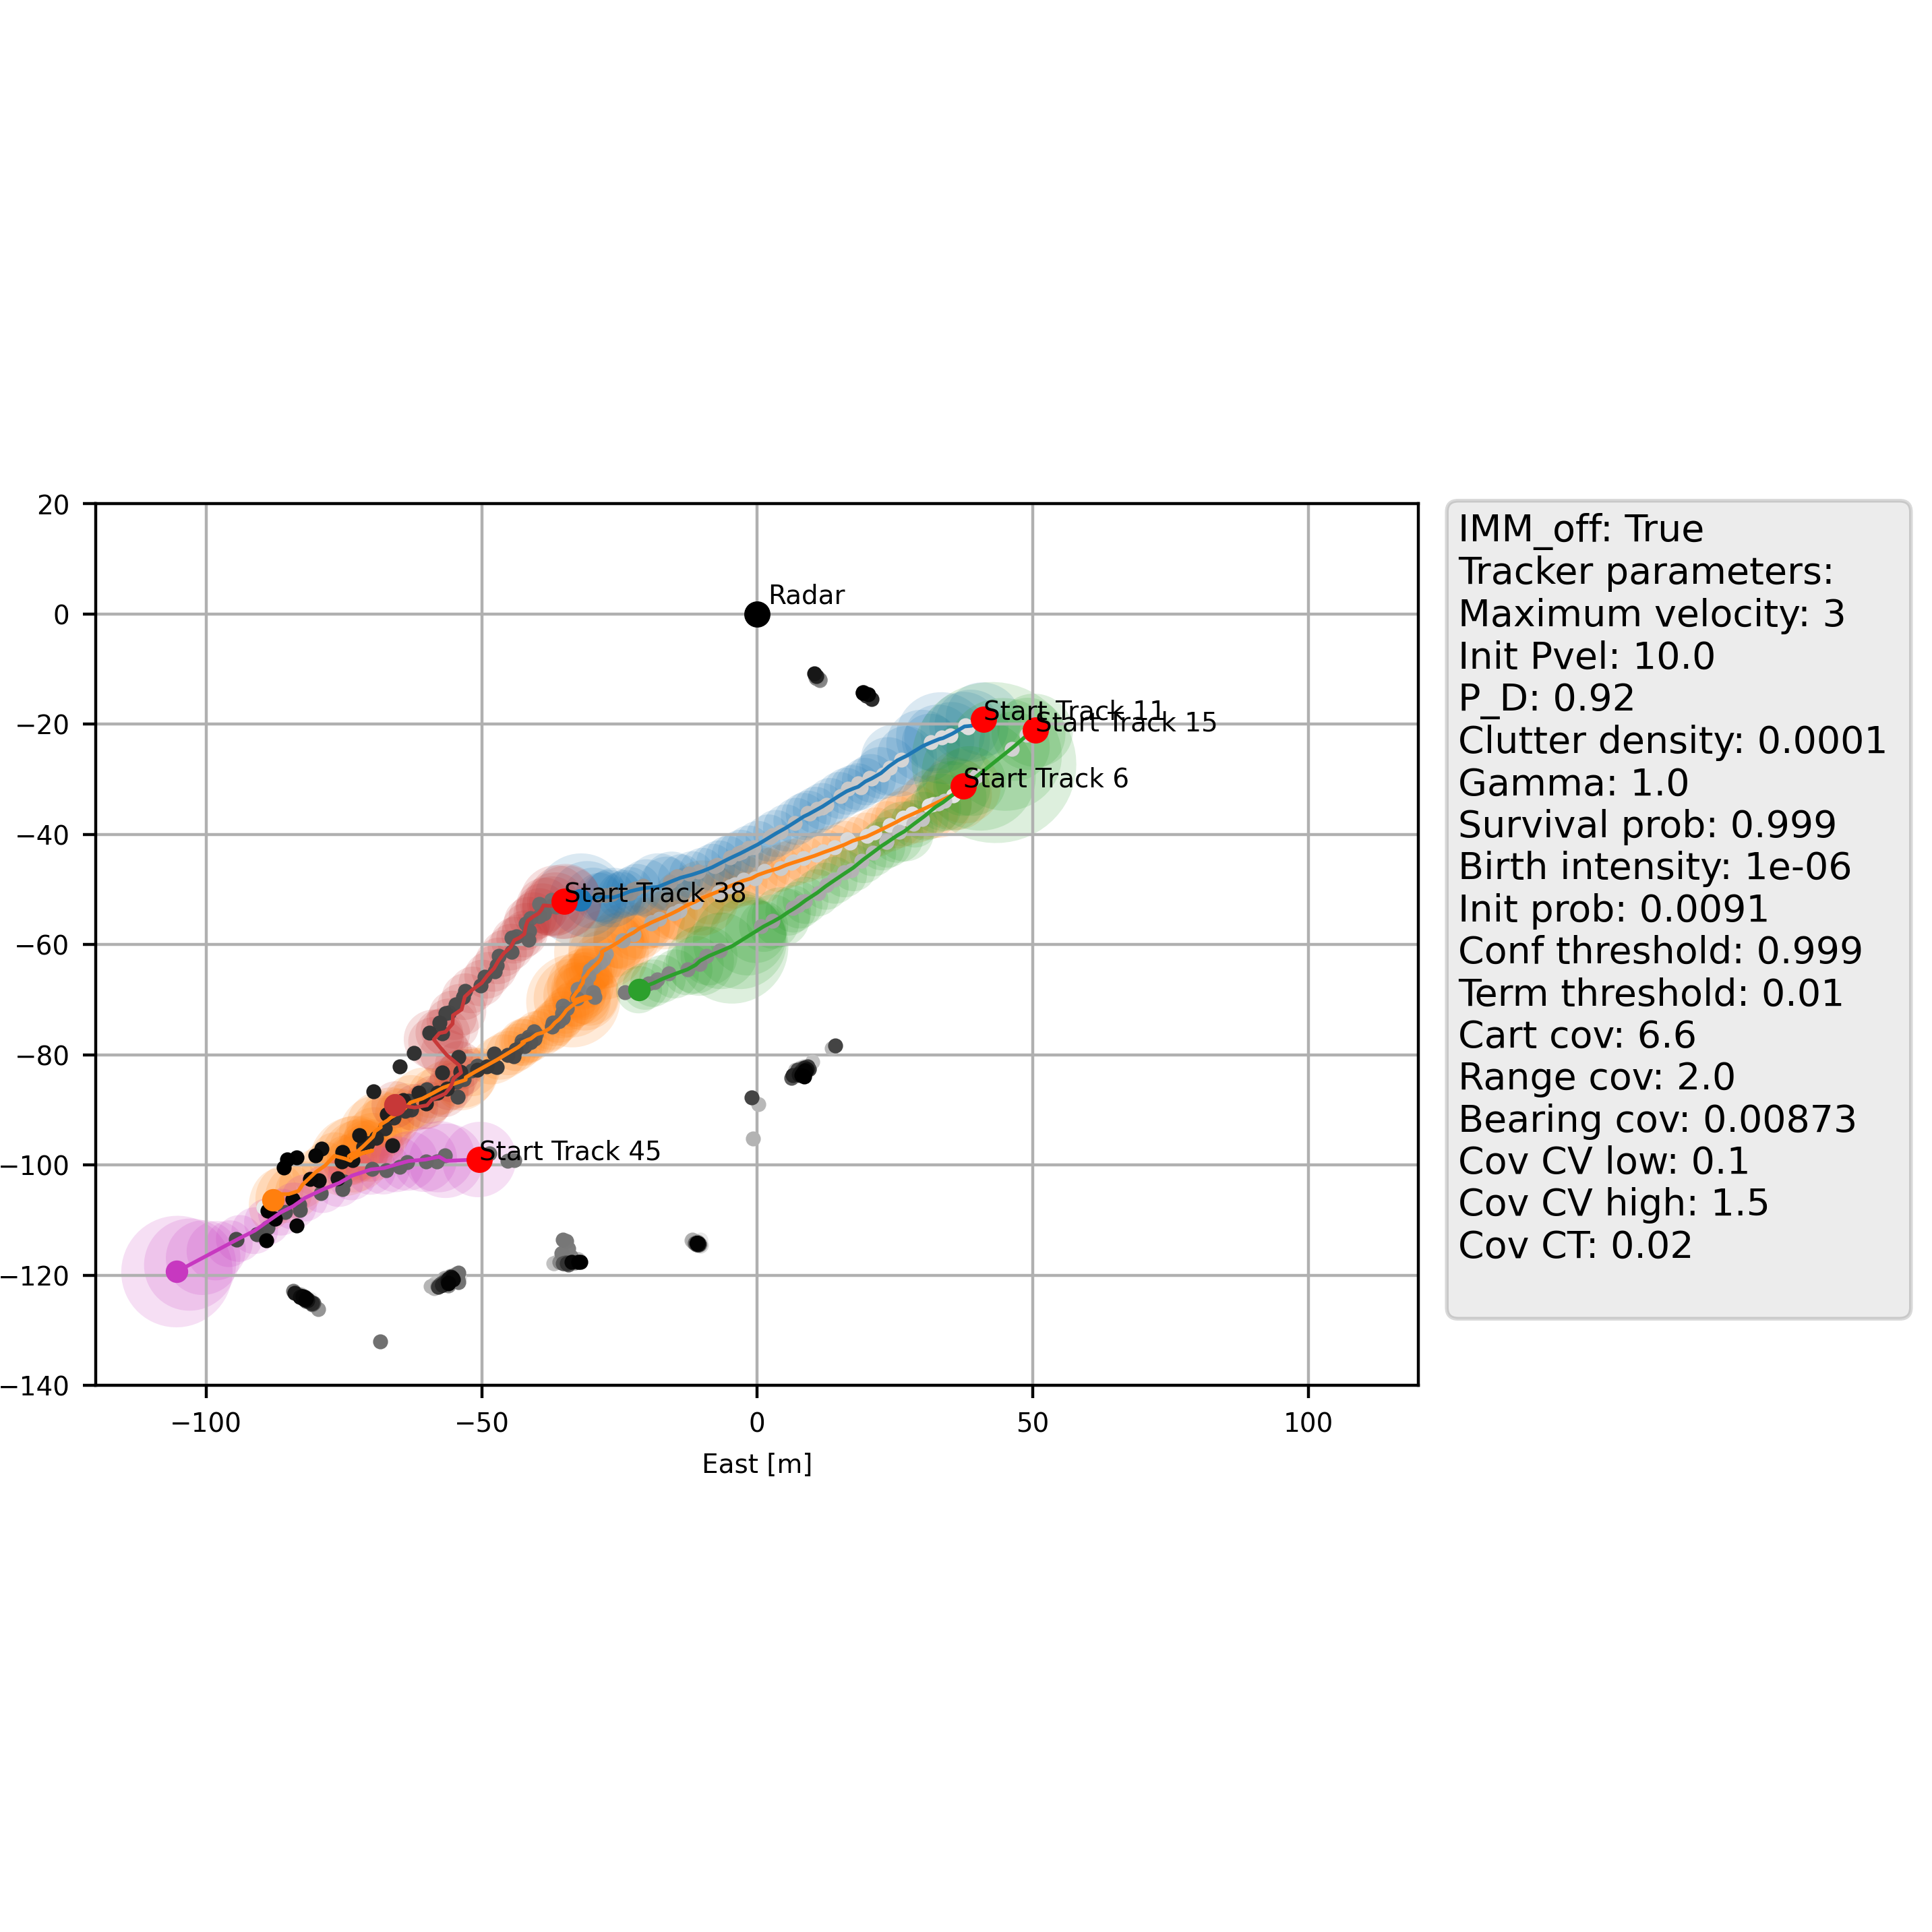 20
0
−20
−40
−60
−80
−100
−120
−140
−100
−50
0
50
100
East [m]
Radar
Start Track 11
Start Track 15
Start Track 6
Start Track 38
Start Track 45
IMM_off: True
Tracker parameters:
Maximum velocity: 3
Init Pvel: 10.0
P_D: 0.92
Clutter density: 0.0001
Gamma: 1.0
Survival prob: 0.999
Birth intensity: 1e-06
Init prob: 0.0091
Conf threshold: 0.999
Term threshold: 0.01
Cart cov: 6.6
Range cov: 2.0
Bearing cov: 0.00873
Cov CV low: 0.1
Cov CV high: 1.5
Cov CT: 0.02